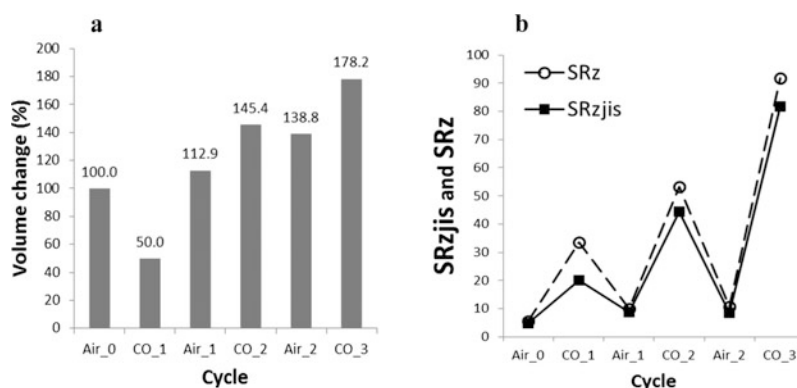 a
Volume change (%)
200
180
160
140
120
100
80
60
40
20
0
100.0
50.0
112.9
145.4
138.8
178.2
Air_0 CO_1 Air_1 CO_2 Air_2 CO_3
Cycle
b
SRzjis and SRz
100
90
80
70
60
50
40
30
20
10
0
SRz
SRzjis
Air_0 CO_1 Air_1 CO_2 Air_2 CO_3
Cycle